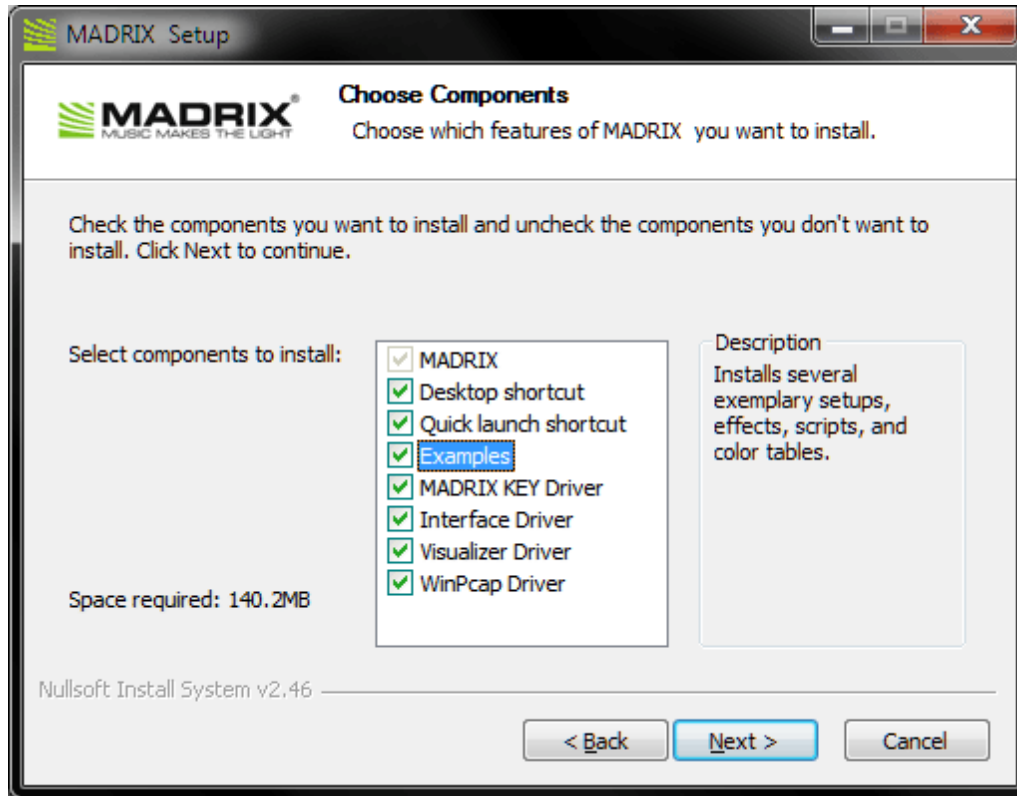 MADRIX Setup
MADRIX®
MUSIC MAKES THE LIGHT
Choose Components
Choose which features of MADRIX you want to install.
Check the components you want to install and uncheck the components you don't want to
install. Click Next to continue.
Select components to install:
MADRIX
Desktop shortcut
Quick launch shortcut
Examples
MADRIX KEY Driver
Interface Driver
Visualizer Driver
WinPcap Driver
Description
Installs several
exemplary setups,
effects, scripts, and
color tables.
Space required: 140.2MB
Nullsoft Install System v2.46
< Back
Next >
Cancel